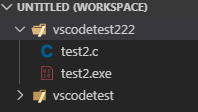 UNTITLED (WORKSPACE)
vscodetest222
C test2.c
test2.exe
vscodetest